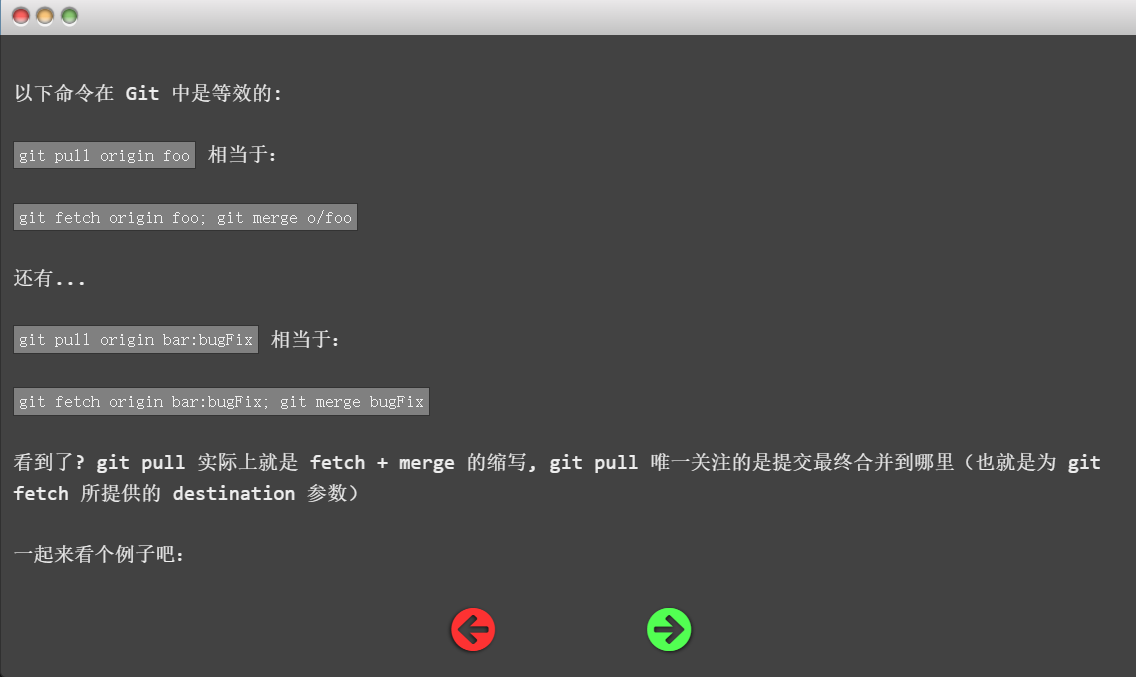 以下命令在 Git 中是等效的:
git pull origin foo 相当于：
git fetch origin foo; git merge o/foo
还有...
git pull origin bar:bugFix 相当于：
git fetch origin bar:bugFix; git merge bugFix
看到了? git pull 实际上就是 fetch + merge 的缩写, git pull 唯一关注的是提交最终合并到哪里（也就是为 git
fetch 所提供的 destination 参数）
一起来看个例子吧：